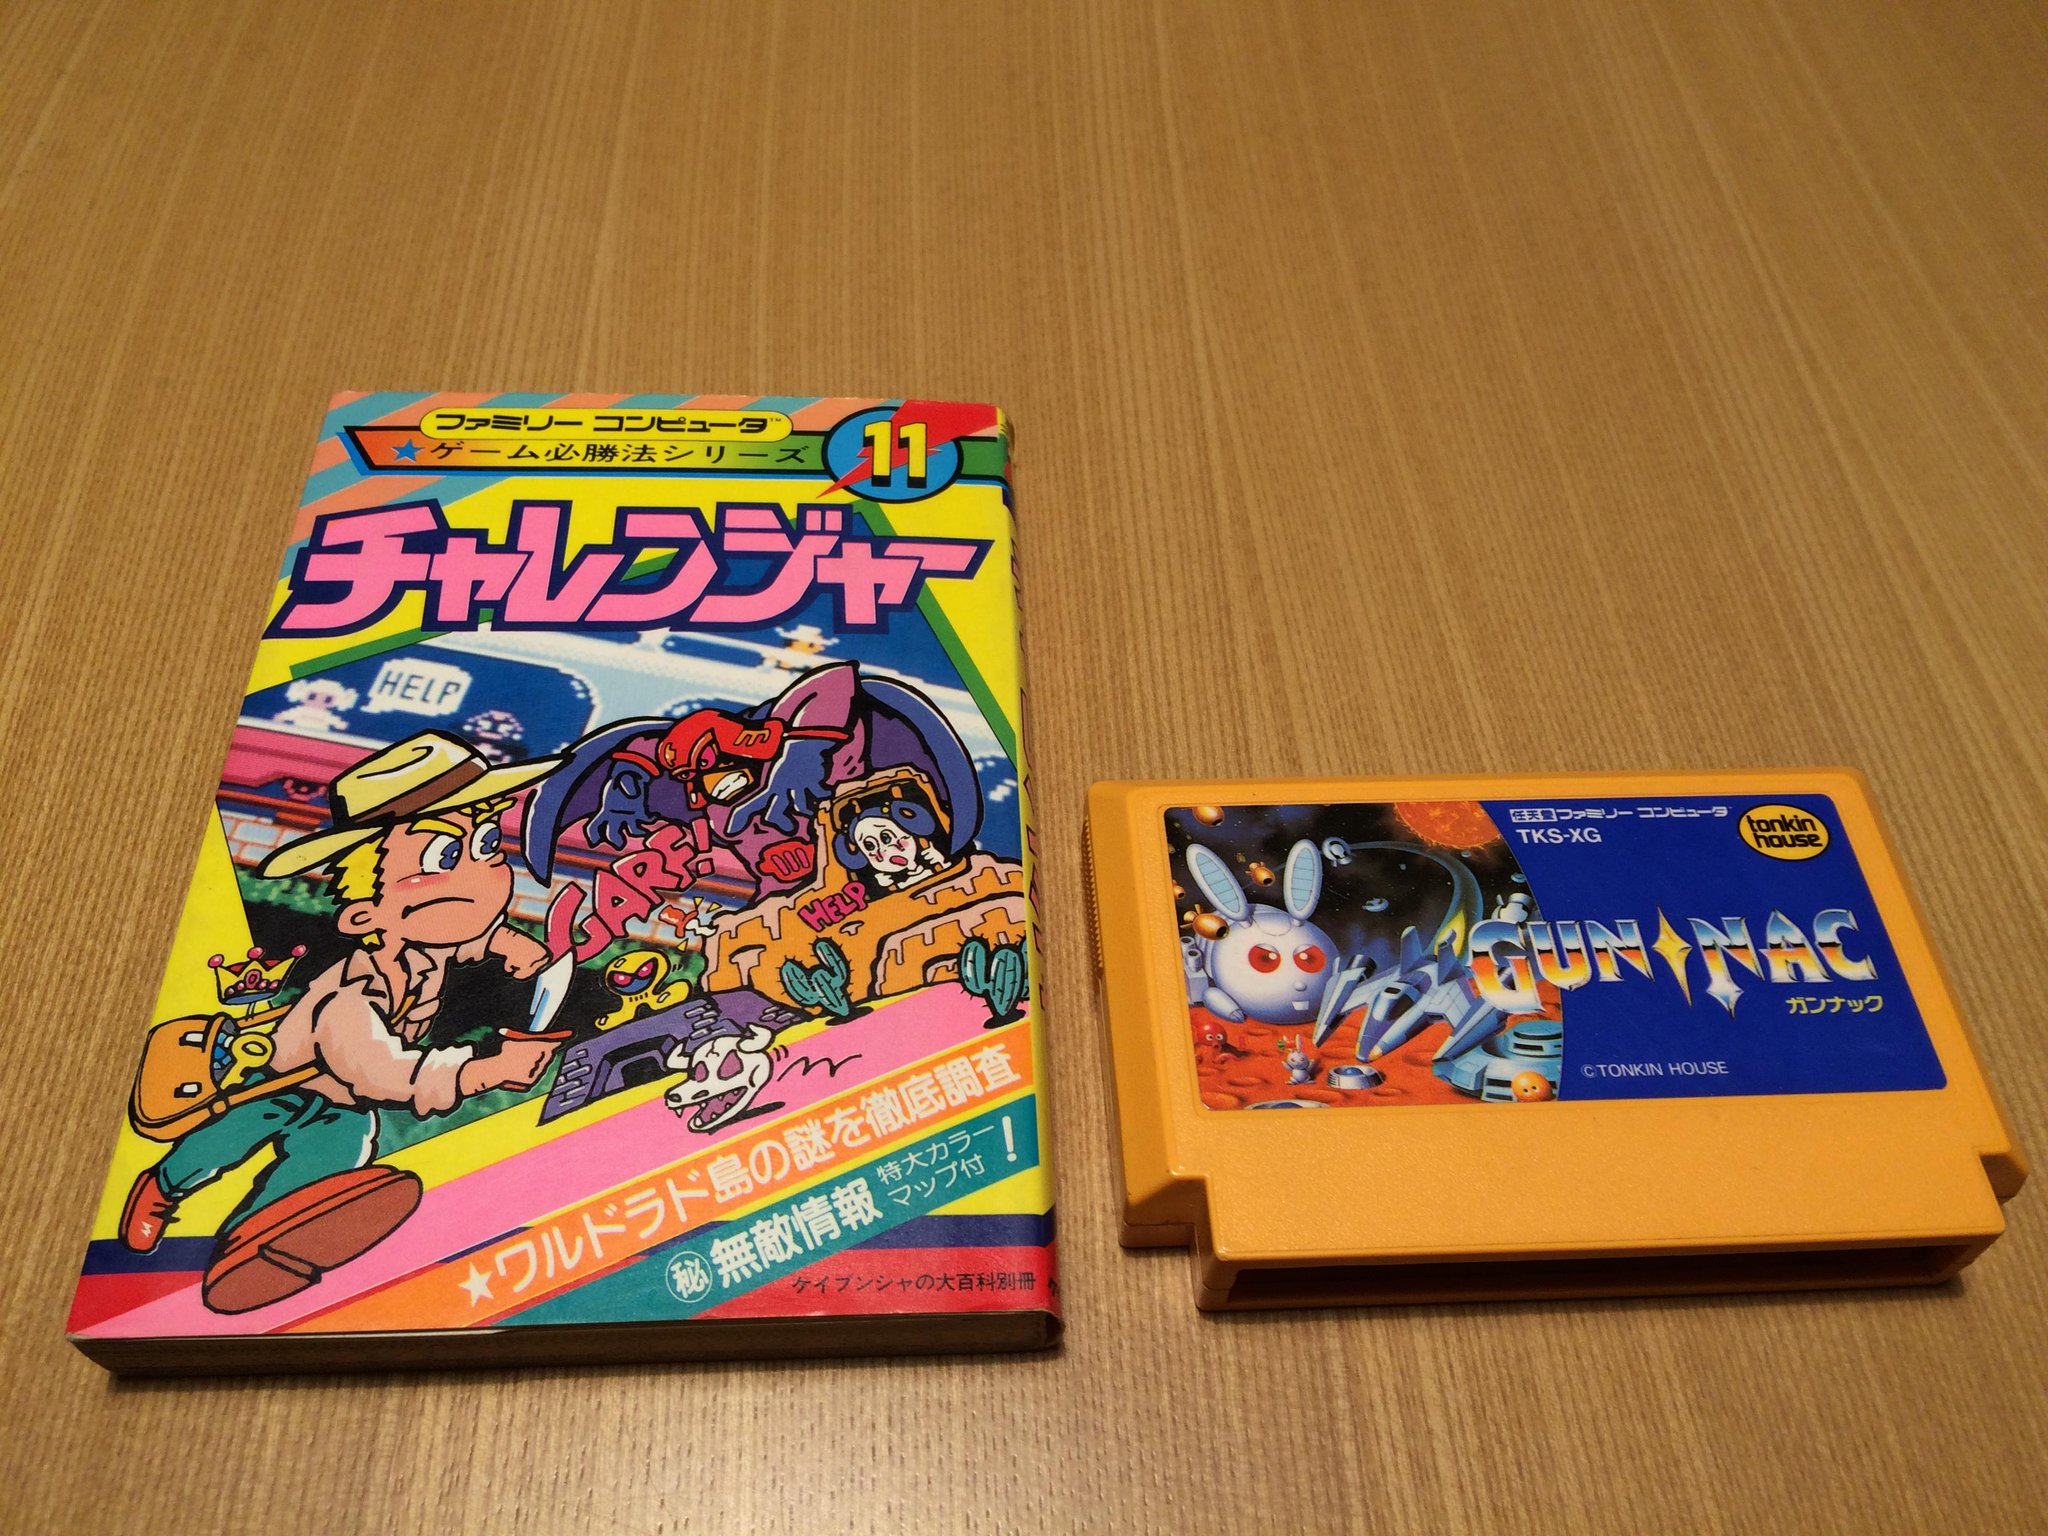 ファミリー コンピュータ™
★ゲーム必勝法シリーズ
11
チャレンジャー
HELP
GARF!
HELP
★ワルドラド島の謎を徹底調査
㊙無敵情報 特大カラー
マップ付!
ケイブンシャの大百科別冊
任天堂ファミリー コンピュータ™
TKS-XG
tonkin
house
GUN NAC
ガンナック
©TONKIN HOUSE